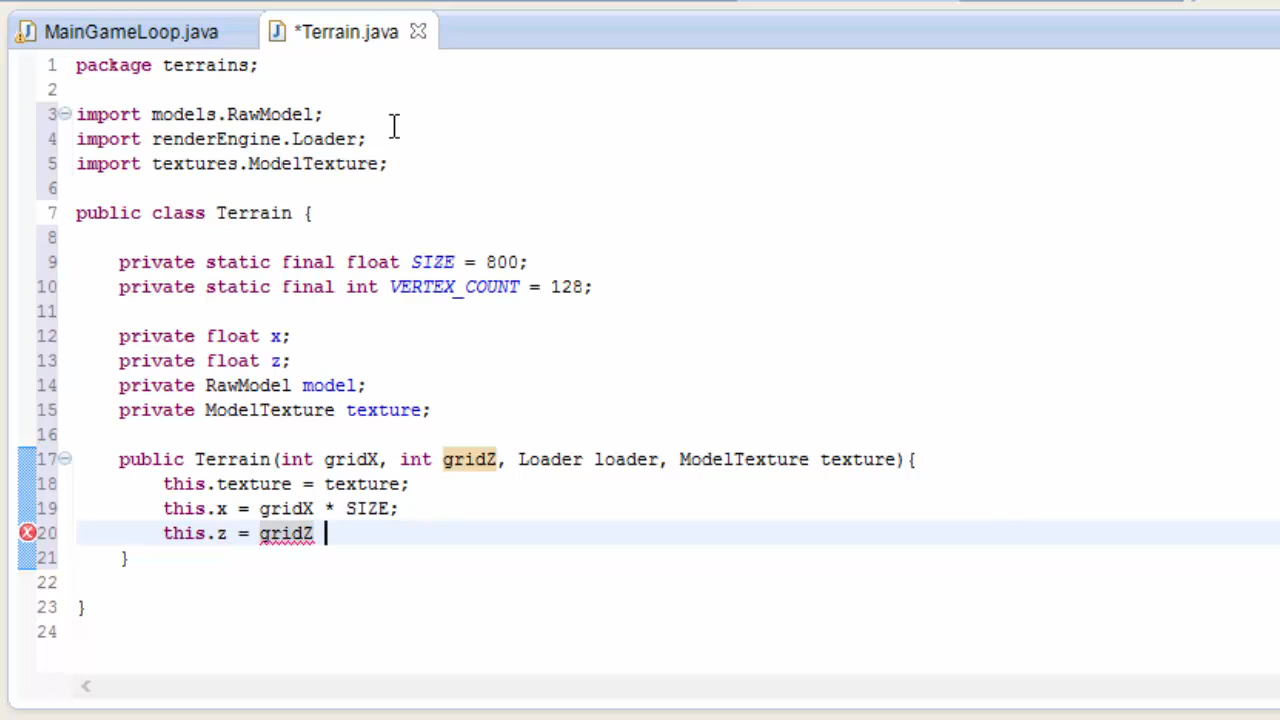 MainGameLoop.java
*Terrain.java
1 package terrains;
2
3 import models.RawModel;
4 import renderEngine.Loader;
5 import textures.ModelTexture;
6
7 public class Terrain {
8
9 private static final float SIZE = 800;
10 private static final int VERTEX_COUNT = 128;
11
12 private float x;
13 private float z;
14 private RawModel model;
15 private ModelTexture texture;
16
17 public Terrain(int gridX, int gridZ, Loader loader, ModelTexture texture){
18 this.texture = texture;
19 this.x = gridX * SIZE;
20 this.z = gridZ
21 }
22
23 }
24